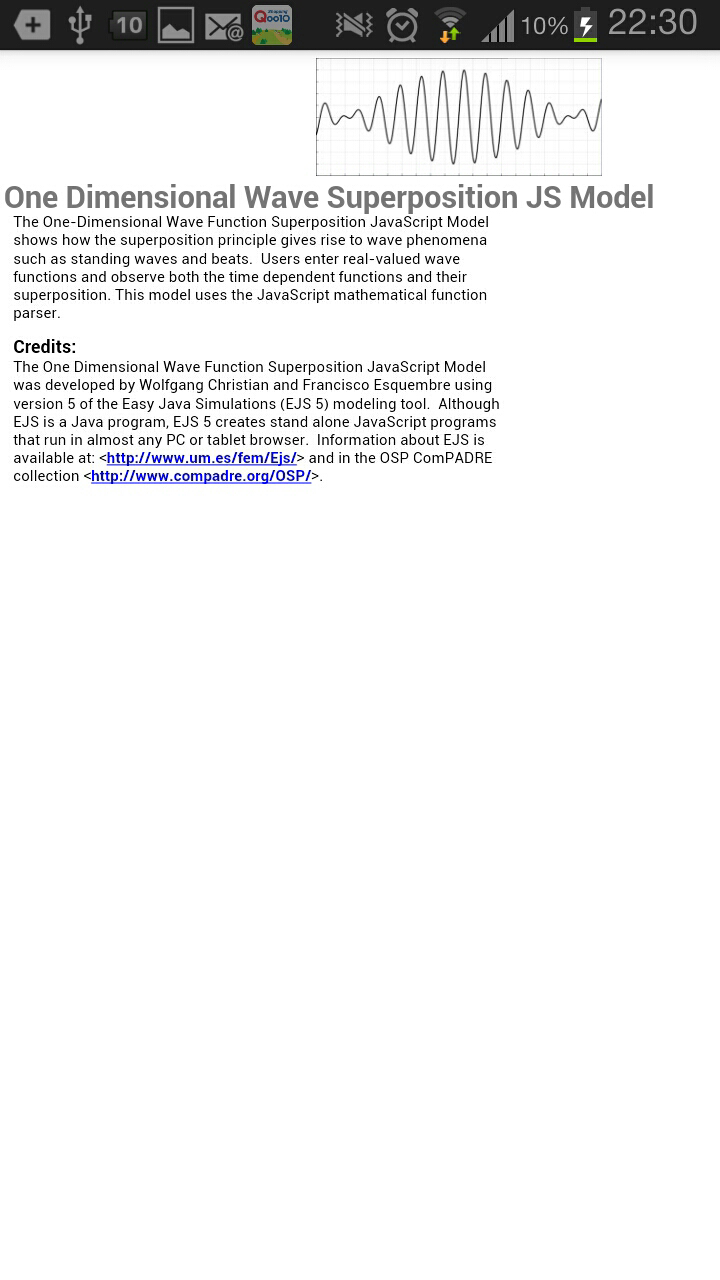 10
Shopping
Qoo10
10%
22:30
One Dimensional Wave Superposition JS Model
The One-Dimensional Wave Function Superposition JavaScript Model
shows how the superposition principle gives rise to wave phenomena
such as standing waves and beats.  Users enter real-valued wave
functions and observe both the time dependent functions and their
superposition. This model uses the JavaScript mathematical function
parser.
Credits:
The One Dimensional Wave Function Superposition JavaScript Model
was developed by Wolfgang Christian and Francisco Esquembre using
version 5 of the Easy Java Simulations (EJS 5) modeling tool.  Although
EJS is a Java program, EJS 5 creates stand alone JavaScript programs
that run in almost any PC or tablet browser.  Information about EJS is
available at: <http://www.um.es/fem/Ejs/> and in the OSP ComPADRE
collection <http://www.compadre.org/OSP/>.